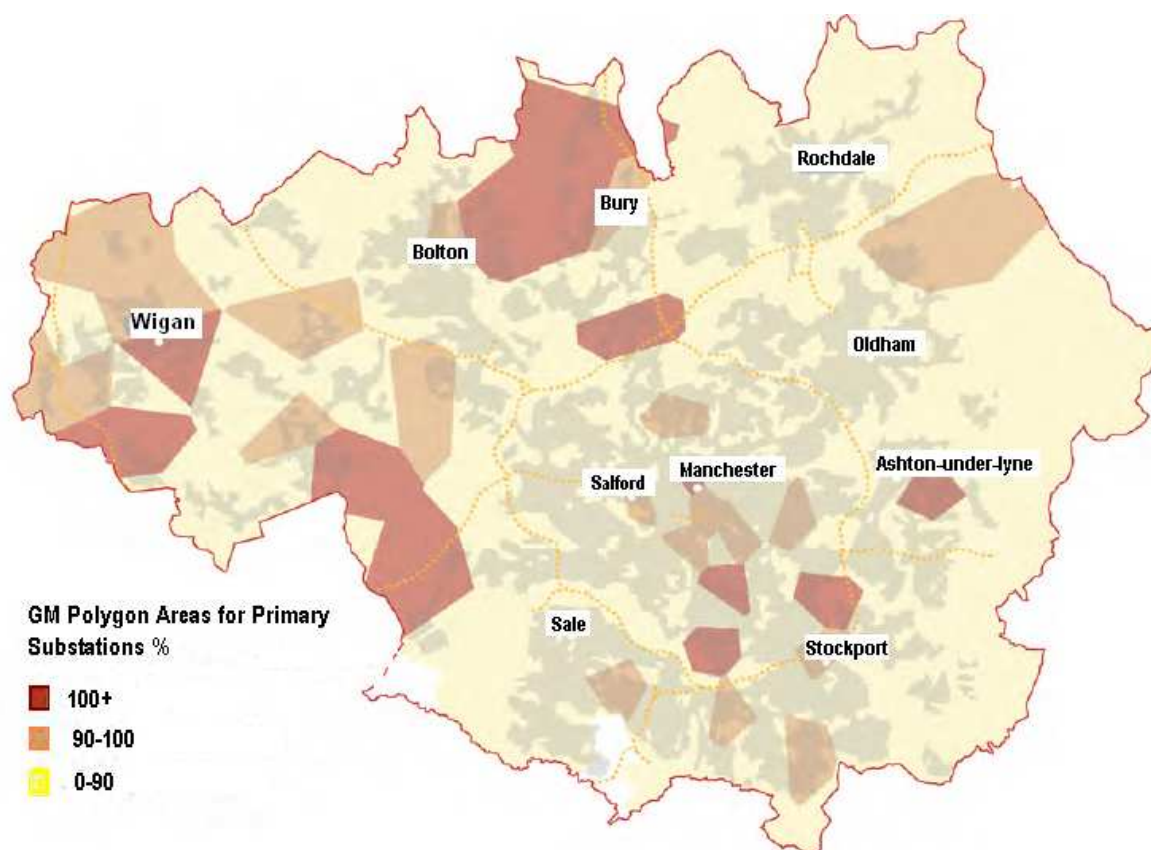 Rochdale
Bury
Bolton
Wigan
Oldham
Manchester
Ashton-under-lyne
Salford
Sale
Stockport
GM Polygon Areas for Primary
Substations %
100+
90-100
0-90